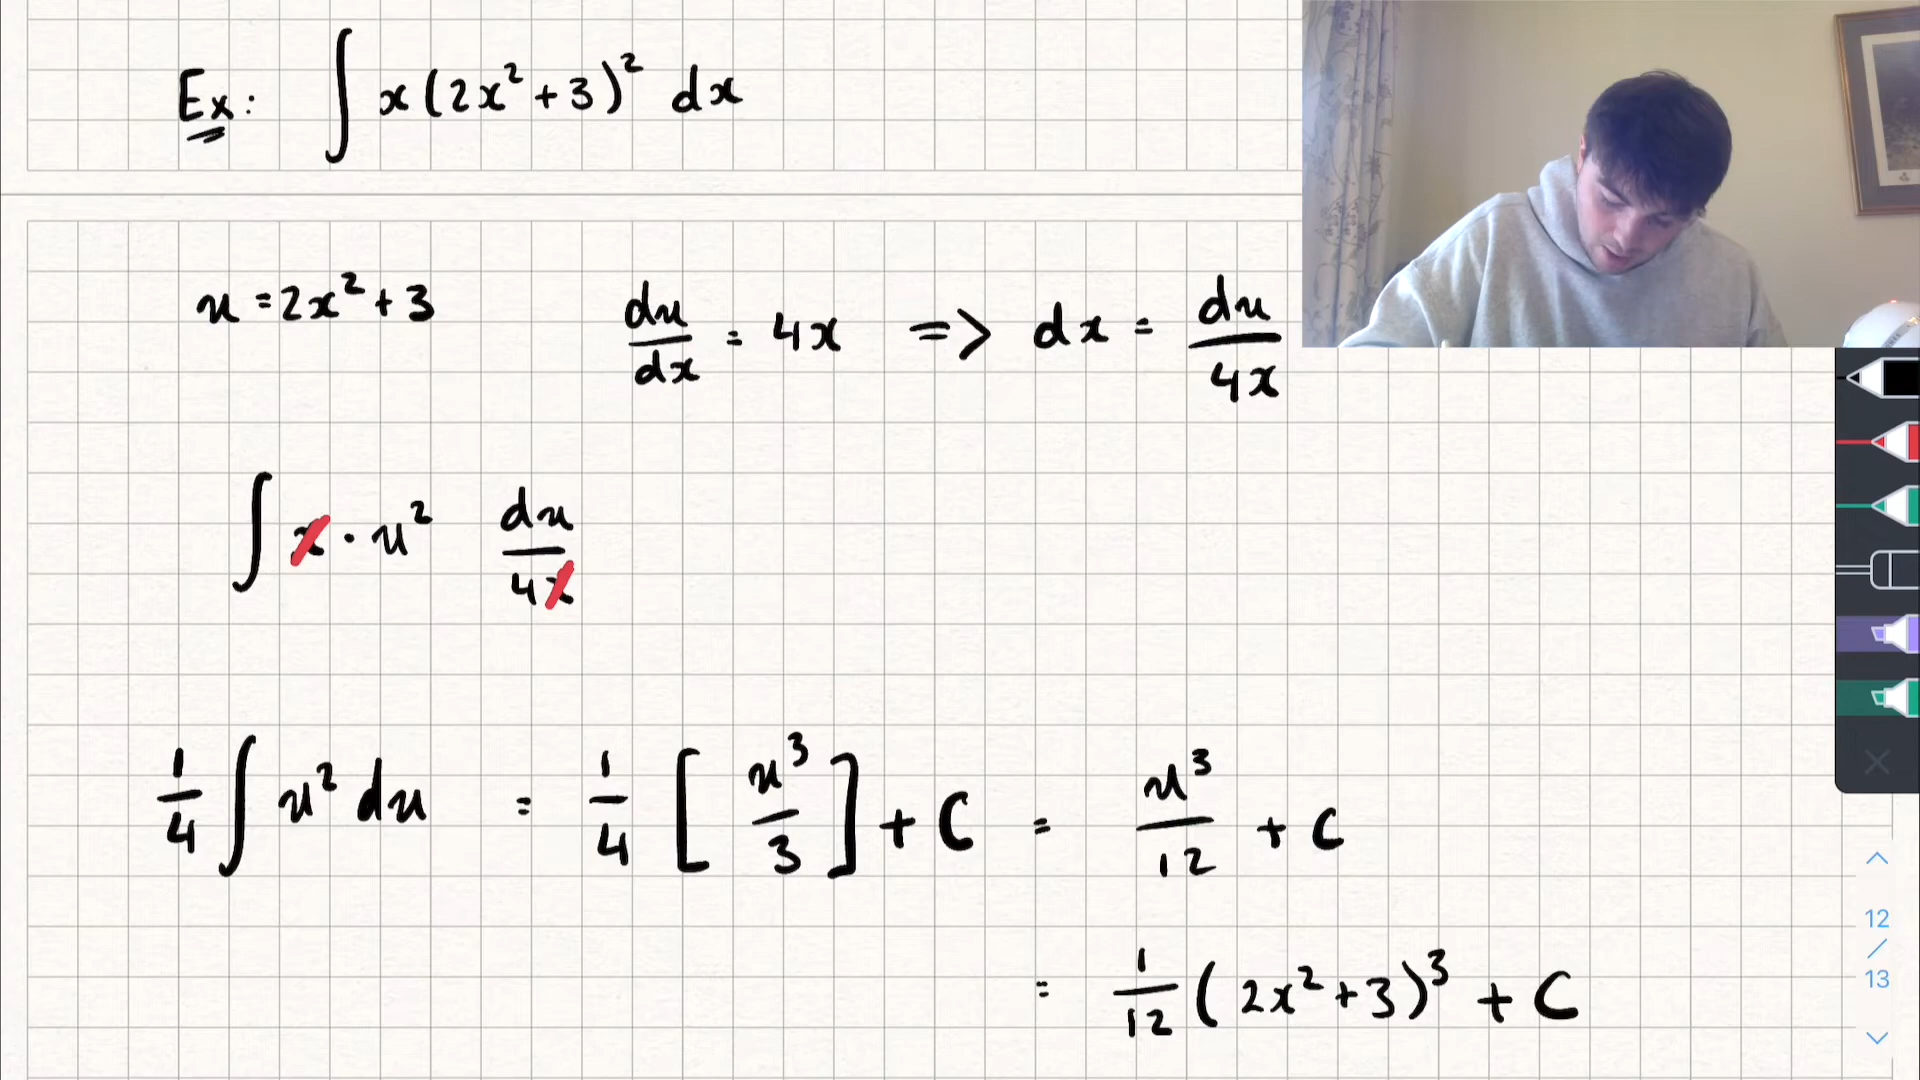 Ex: ∫ x(2x² + 3)² dx
u = 2x² + 3 du/dx = 4x => dx = du/4x
∫ x · u² du/4x
1/4 ∫ u² du = 1/4 [u³/3] + C = u³/12 + C
= 1/12 (2x² + 3)³ + C
12
/
13